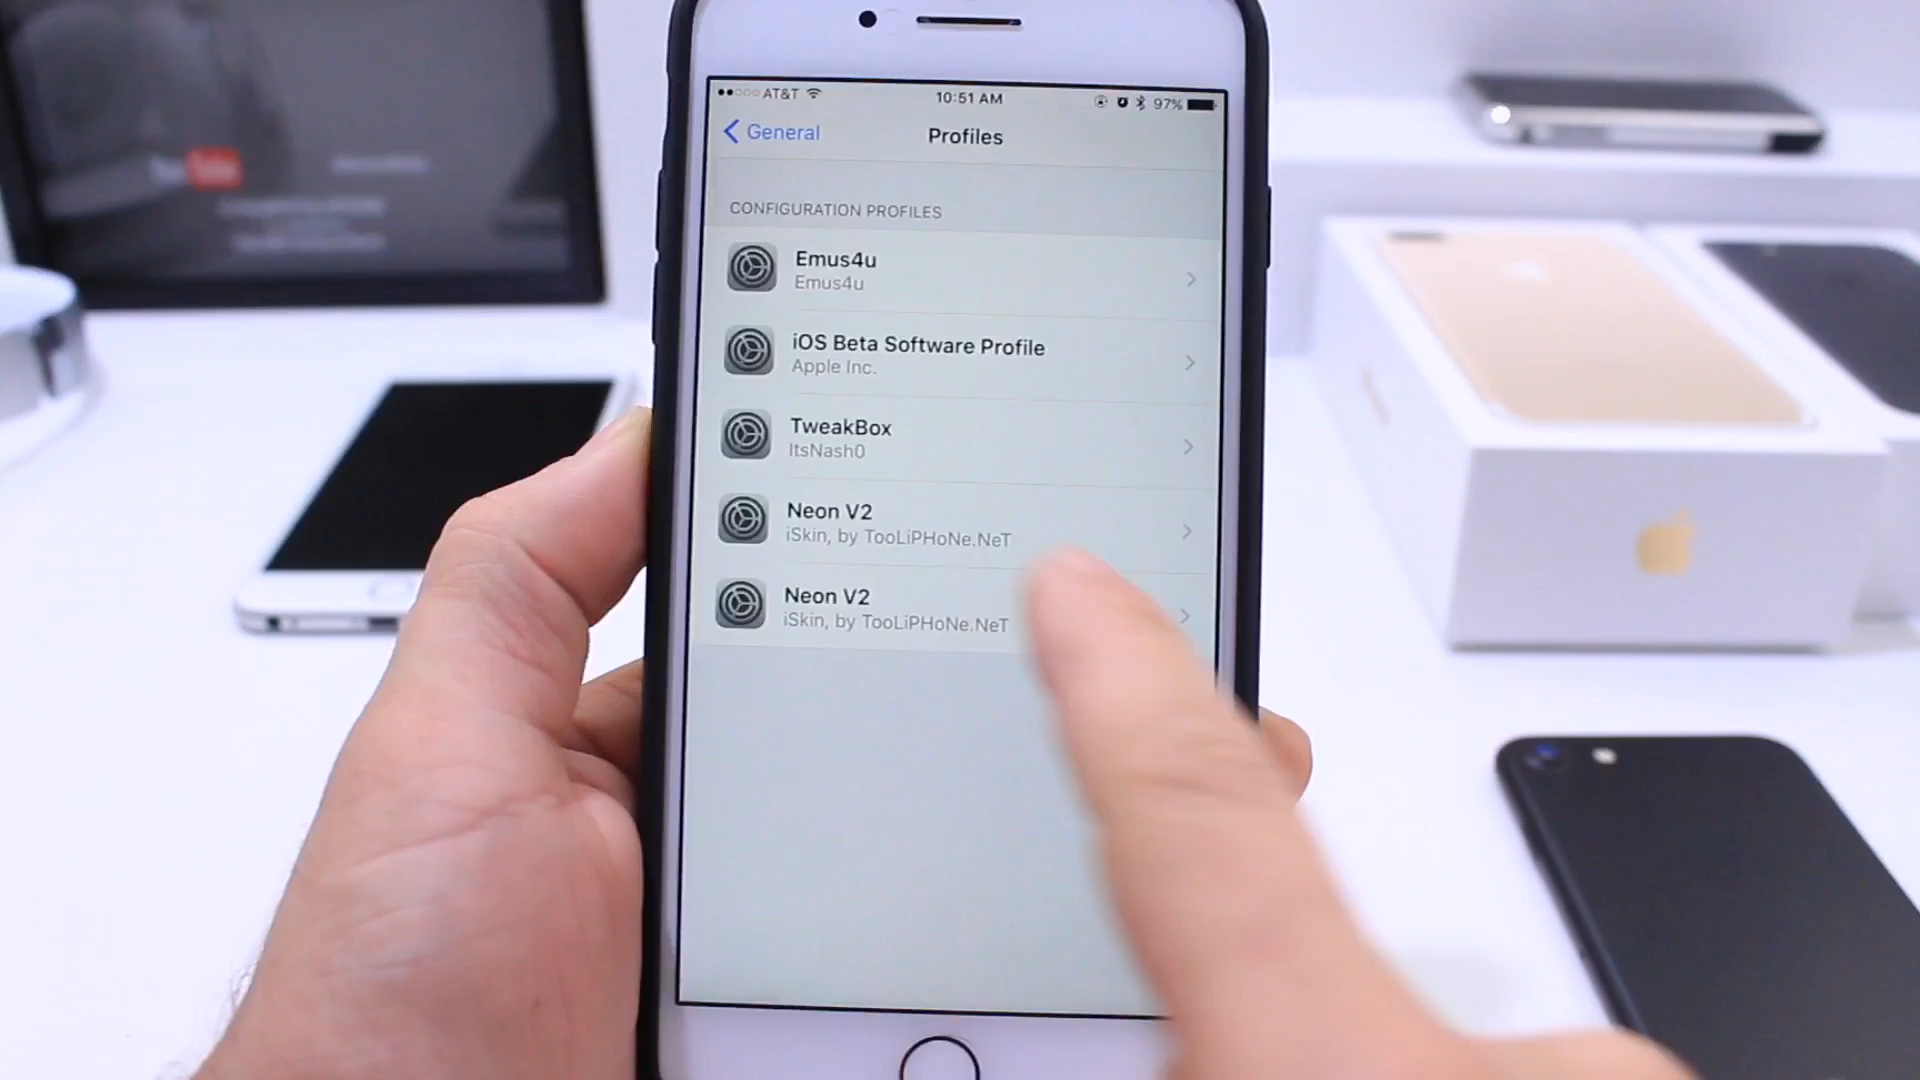 AT&T 10:51 AM 97%
General Profiles
CONFIGURATION PROFILES
Emus4u
Emus4u
iOS Beta Software Profile
Apple Inc.
TweakBox
ItsNash0
Neon V2
iSkin, by TooLiPHoNe.NeT
Neon V2
iSkin, by TooLiPHoNe.NeT